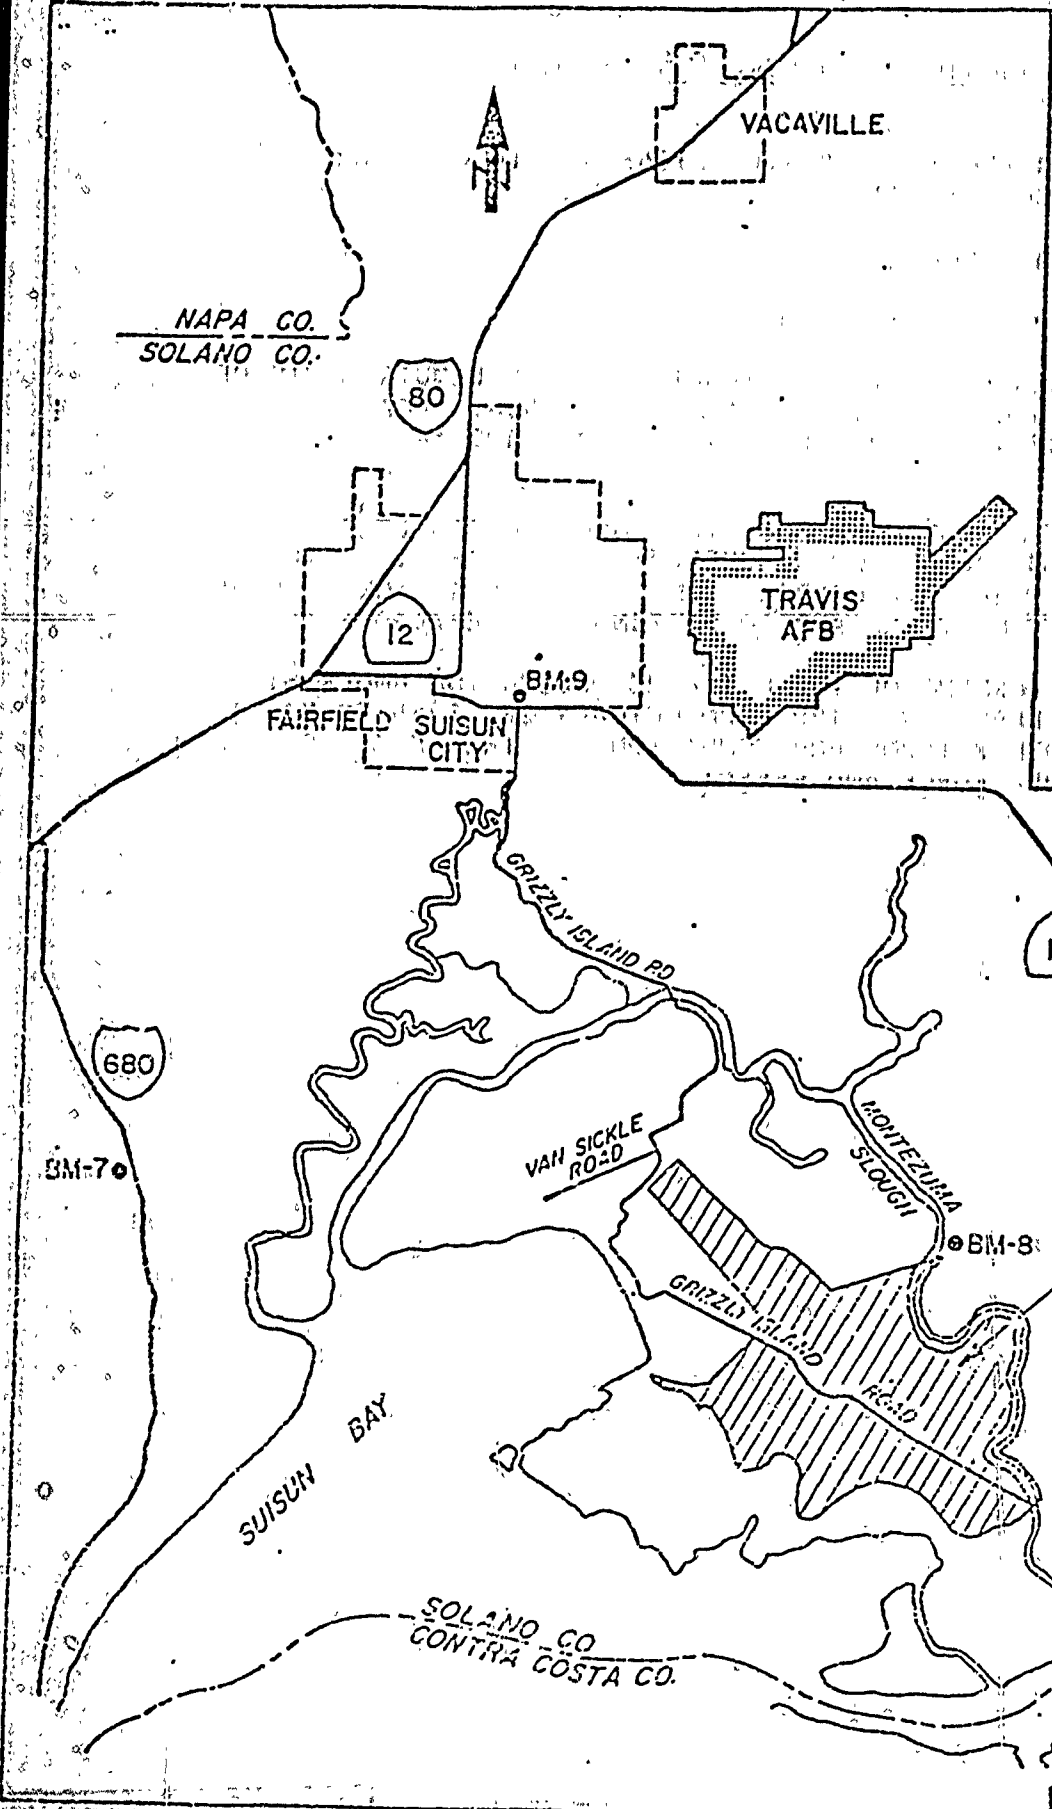 VACAVILLE
NAPA CO.
SOLANO CO.
80
TRAVIS
AFB
12
BM-9
FAIRFIELD
SUISUN
CITY
GRIZZLY ISLAND RD
680
BM-7
VAN SICKLE
ROAD
MONTEZUMA
SLOUGH
BM-8
GRIZZLY ISLAND
ROAD
SUISUN BAY
SOLANO CO
CONTRA COSTA CO.